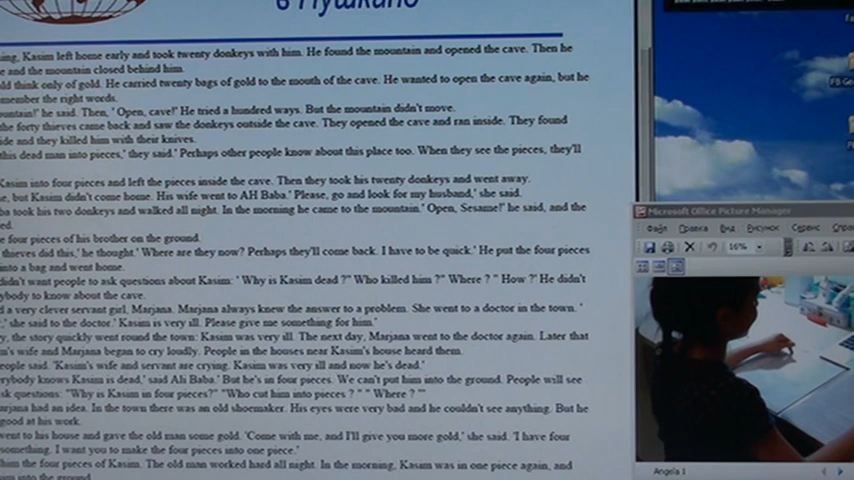 в Пушкино
ing, Kasim left home early and took twenty donkeys with him. He found the mountain and opened the cave. Then he
e and the mountain closed behind him.
ld think only of gold. He carried twenty bags of gold to the mouth of the cave. He wanted to open the cave again, but he
member the right words.
untain!' he said. Then, ' Open, cave!' He tried a hundred ways. But the mountain didn't move.
the forty thieves came back and saw the donkeys outside the cave. They opened the cave and ran inside. They found
ide and they killed him with their knives.
this dead man into pieces,' they said.' Perhaps other people know about this place too. When they see the pieces, they'll
Kasim into four pieces and left the pieces inside the cave. Then they took his twenty donkeys and went away.
e, but Kasim didn't come home. His wife went to AH Baba.' Please, go and look for my husband,' she said.
ba took his two donkeys and walked all night. In the morning he came to the mountain.' Open, Sesame!' he said, and the
ed.
e four pieces of his brother on the ground.
thieves did this,' he thought.' Where are they now? Perhaps they'll come back. I have to be quick.' He put the four pieces
into a bag and went home.
didn't want people to ask questions about Kasim: ' Why is Kasim dead ?" Who killed him ?" Where ? " How ?' He didn't
ybody to know about the cave.
d a very clever servant girl, Marjana. Marjana always knew the answer to a problem. She went to a doctor in the town. '
,' she said to the doctor.' Kasim is very ill. Please give me something for him.'
y, the story quickly went round the town: Kasim was very ill. The next day, Marjana went to the doctor again. Later that
n's wife and Marjana began to cry loudly. People in the houses near Kasim's house heard them.
eople said. 'Kasim's wife and servant are crying. Kasim was very ill and now he's dead.'
erybody knows Kasim is dead,' said Ali Baba.' But he's in four pieces. We can't put him into the ground. People will see
sk questions: "Why is Kasim in four pieces?" "Who cut him into pieces ? " " Where ? '"
arjana had an idea. In the town there was an old shoemaker. His eyes were very bad and he couldn't see anything. But he
good at his work.
went to his house and gave the old man some gold. 'Come with me, and I'll give you more gold,' she said. 'I have four
something. I want you to make the four pieces into one piece.'
him the four pieces of Kasim. The old man worked hard all night. In the morning, Kasim was in one piece again, and
im into the ground.
FB Ge
Microsoft Office Picture Manager
Файл Правка Вид Рисунок Сервис Спра
16%
Angela 1